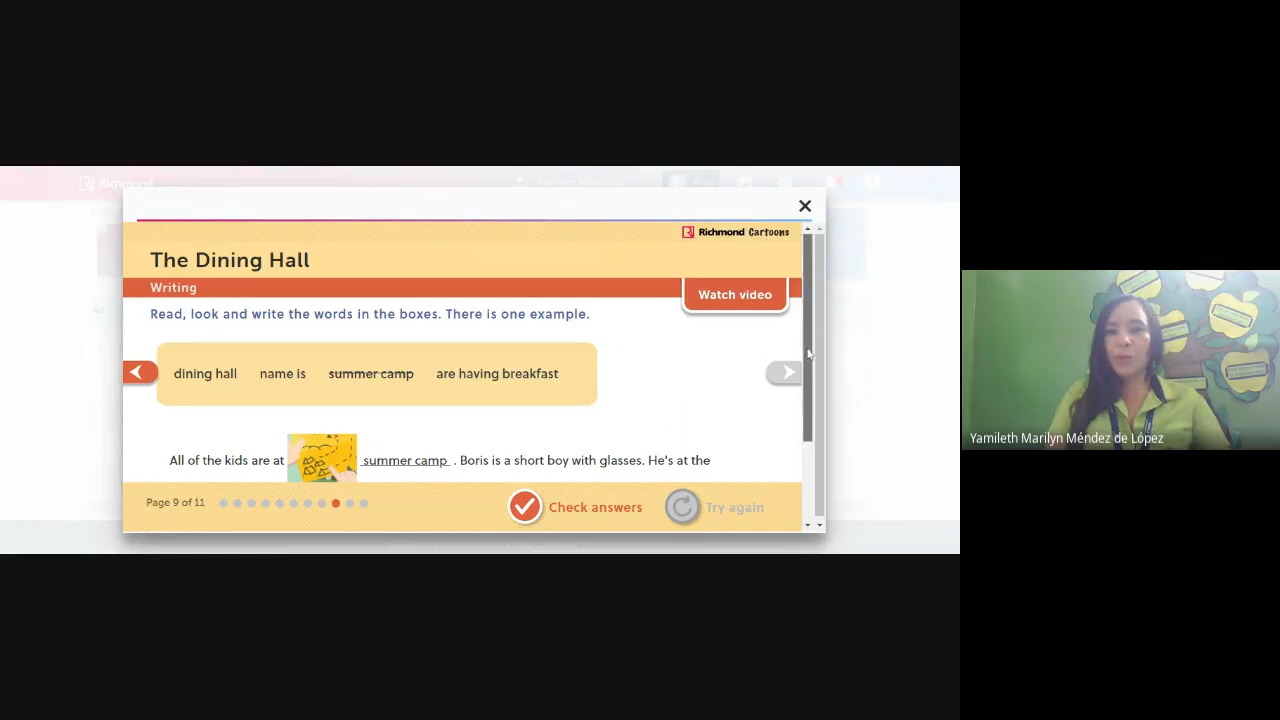 Richmond
Richmond Cartoons
The Dining Hall
Writing
Watch video
Read, look and write the words in the boxes. There is one example.
dining hall name is summer camp are having breakfast
All of the kids are at summer camp . Boris is a short boy with glasses. He's at the
Page 9 of 11
Check answers
Try again
Yamileth Marilyn Méndez de López